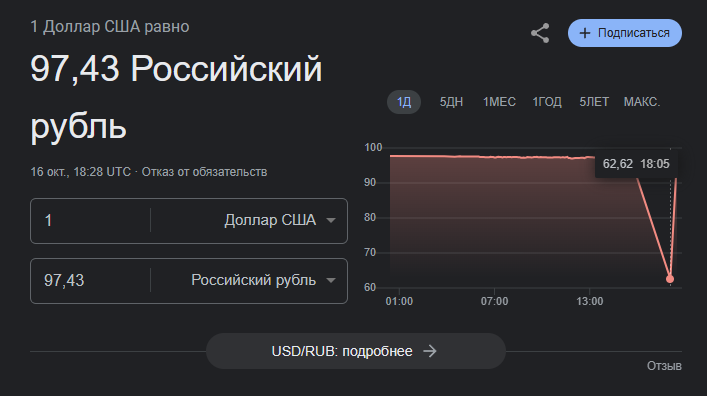 1 Доллар США равно
97,43 Российский
рубль
16 окт., 18:28 UTC · Отказ от обязательств
1 Доллар США
97,43 Российский рубль
Подписаться
1Д 5ДН 1МЕС 1ГОД 5ЛЕТ МАКС.
100
90
80
70
60
62,62 18:05
01:00 07:00 13:00
USD/RUB: подробнее
Отзыв